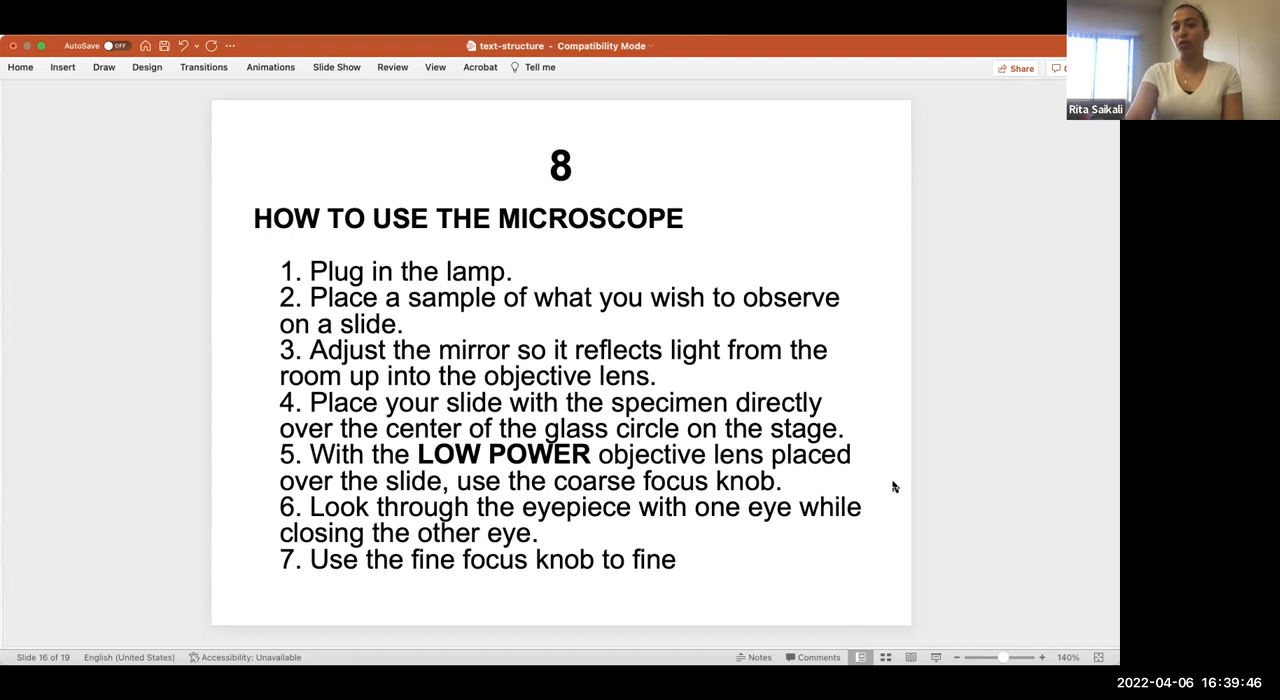 AutoSave OFF
text-structure - Compatibility Mode
Home Insert Draw Design Transitions Animations Slide Show Review View Acrobat Tell me
Share
Rita Saikali
8
HOW TO USE THE MICROSCOPE
1. Plug in the lamp.
2. Place a sample of what you wish to observe
on a slide.
3. Adjust the mirror so it reflects light from the
room up into the objective lens.
4. Place your slide with the specimen directly
over the center of the glass circle on the stage.
5. With the LOW POWER objective lens placed
over the slide, use the coarse focus knob.
6. Look through the eyepiece with one eye while
closing the other eye.
7. Use the fine focus knob to fine
Slide 16 of 19 English (United States) Accessibility: Unavailable Notes Comments 140%
2022-04-06 16:39:46